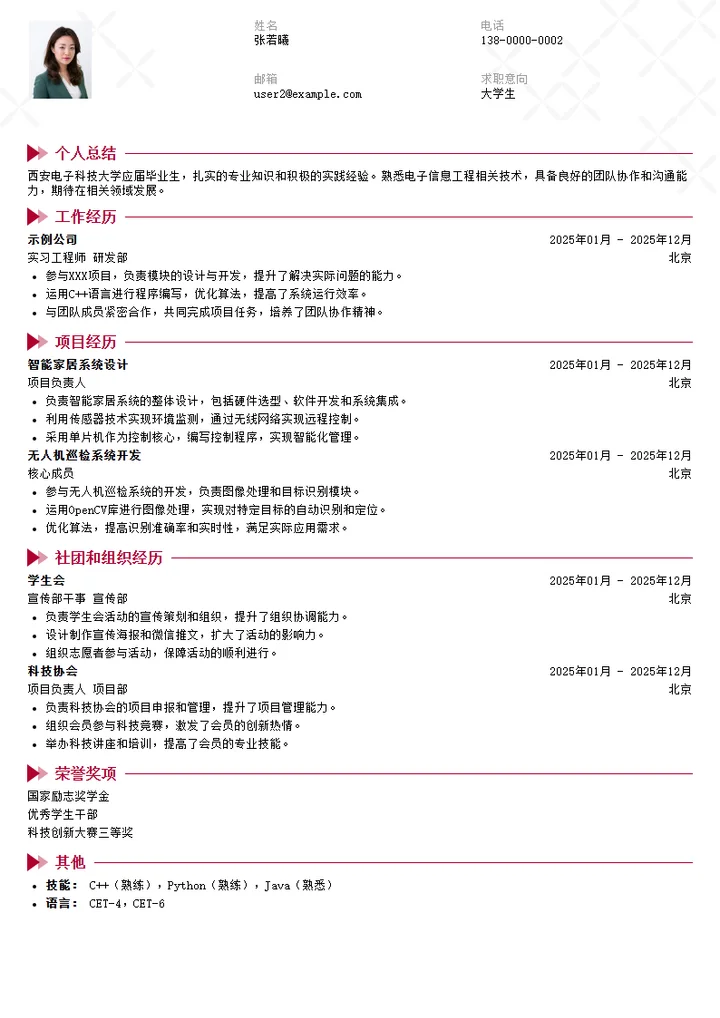 姓名
张若曦
电话
138-0000-0002
邮箱
user2@example.com
求职意向
大学生
个人总结
西安电子科技大学应届毕业生，扎实的专业知识和积极的实践经验。熟悉电子信息工程相关技术，具备良好的团队协作和沟通能
力，期待在相关领域发展。
工作经历
示例公司 2025年01月 - 2025年12月
实习工程师 研发部 北京
• 参与XXX项目，负责模块的设计与开发，提升了解决实际问题的能力。
• 运用C++语言进行程序编写，优化算法，提高了系统运行效率。
• 与团队成员紧密合作，共同完成项目任务，培养了团队协作精神。
项目经历
智能家居系统设计 2025年01月 - 2025年12月
项目负责人 北京
• 负责智能家居系统的整体设计，包括硬件选型、软件开发和系统集成。
• 利用传感器技术实现环境监测，通过无线网络实现远程控制。
• 采用单片机作为控制核心，编写控制程序，实现智能化管理。
无人机巡检系统开发 2025年01月 - 2025年12月
核心成员 北京
• 参与无人机巡检系统的开发，负责图像处理和目标识别模块。
• 运用OpenCV库进行图像处理，实现对特定目标的自动识别和定位。
• 优化算法，提高识别准确率和实时性，满足实际应用需求。
社团和组织经历
学生会 2025年01月 - 2025年12月
宣传部干事 宣传部 北京
• 负责学生会活动的宣传策划和组织，提升了组织协调能力。
• 设计制作宣传海报和微信推文，扩大了活动的影响力。
• 组织志愿者参与活动，保障活动的顺利进行。
科技协会 2025年01月 - 2025年12月
项目负责人 项目部 北京
• 负责科技协会的项目申报和管理，提升了项目管理能力。
• 组织会员参与科技竞赛，激发了会员的创新热情。
• 举办科技讲座和培训，提高了会员的专业技能。
荣誉奖项
国家励志奖学金
优秀学生干部
科技创新大赛三等奖
其他
• 技能： C++（熟练），Python（熟练），Java（熟悉）
• 语言： CET-4，CET-6